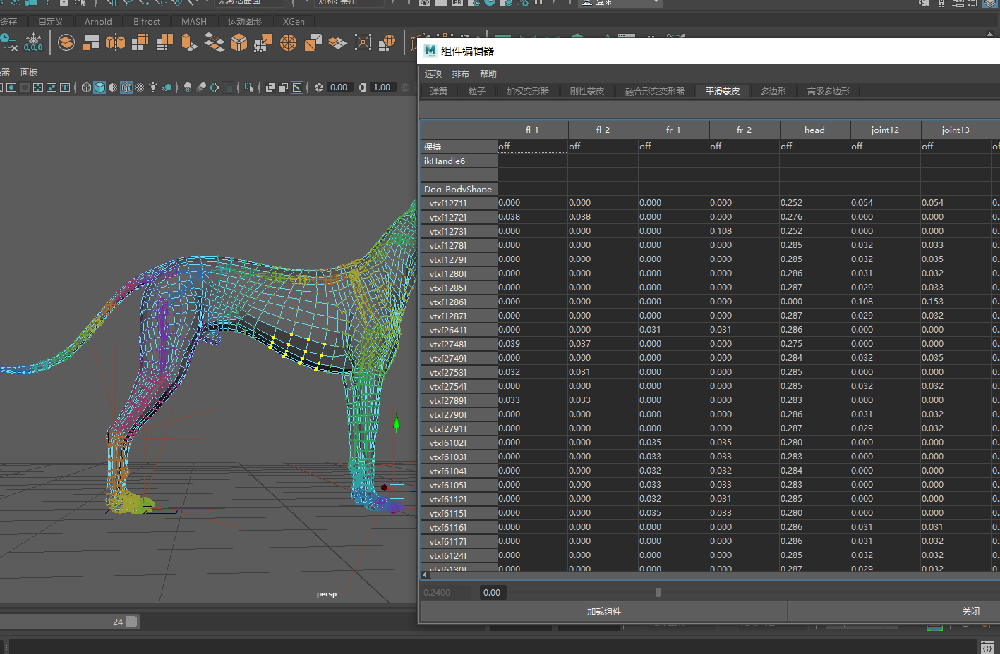 无激活曲面 对称: 禁用 登录
缓存 自定义 Arnold Bifrost MASH 运动图形 XGen
0,0,0
面板
0.00 1.00
组件编辑器
选项 排布 帮助
弹簧 粒子 加权变形器 刚性蒙皮 融合形变变形器 平滑蒙皮 多边形 高级多边形
fl_1 fl_2 fr_1 fr_2 head joint12 joint13
保持 off off off off off off off
ikHandle6
Dog_BodyShape
vtx[1271] 0.000 0.000 0.000 0.000 0.252 0.054 0.054 0.
vtx[1272] 0.038 0.038 0.000 0.000 0.276 0.000 0.000 0.
vtx[1273] 0.000 0.000 0.000 0.108 0.252 0.000 0.000 0.
vtx[1278] 0.000 0.000 0.000 0.000 0.285 0.032 0.033 0.
vtx[1279] 0.000 0.000 0.000 0.000 0.285 0.032 0.035 0.
vtx[1280] 0.000 0.000 0.000 0.000 0.286 0.031 0.032 0.
vtx[1285] 0.000 0.000 0.000 0.000 0.287 0.029 0.033 0.
vtx[1286] 0.000 0.000 0.000 0.000 0.000 0.108 0.153 0.
vtx[1287] 0.000 0.000 0.000 0.000 0.287 0.029 0.032 0.
vtx[2641] 0.000 0.000 0.031 0.031 0.286 0.000 0.000 0.
vtx[2748] 0.039 0.037 0.000 0.000 0.275 0.000 0.000 0.
vtx[2749] 0.000 0.000 0.000 0.000 0.284 0.032 0.035 0.
vtx[2753] 0.032 0.031 0.000 0.000 0.285 0.000 0.000 0.
vtx[2754] 0.000 0.000 0.000 0.000 0.285 0.032 0.032 0.
vtx[2789] 0.033 0.033 0.000 0.000 0.283 0.000 0.000 0.
vtx[2790] 0.000 0.000 0.000 0.000 0.286 0.031 0.032 0.
vtx[2791] 0.000 0.000 0.000 0.000 0.287 0.029 0.032 0.
vtx[6102] 0.000 0.000 0.035 0.035 0.280 0.000 0.000 0.
vtx[6103] 0.000 0.000 0.033 0.033 0.283 0.000 0.000 0.
vtx[6104] 0.000 0.000 0.032 0.032 0.284 0.000 0.000 0.
vtx[6105] 0.000 0.000 0.033 0.033 0.283 0.000 0.000 0.
vtx[6112] 0.000 0.000 0.032 0.031 0.285 0.000 0.000 0.
vtx[6115] 0.000 0.000 0.035 0.033 0.280 0.000 0.000 0.
vtx[6116] 0.000 0.000 0.000 0.000 0.286 0.031 0.031 0.
vtx[6117] 0.000 0.000 0.000 0.000 0.286 0.031 0.032 0.
vtx[6124] 0.000 0.000 0.000 0.000 0.285 0.032 0.032 0.
vtx[6130] 0.000 0.000 0.000 0.000 0.287 0.029 0.032 0.
0.2400 0.00
加载组件 关闭
persp
24